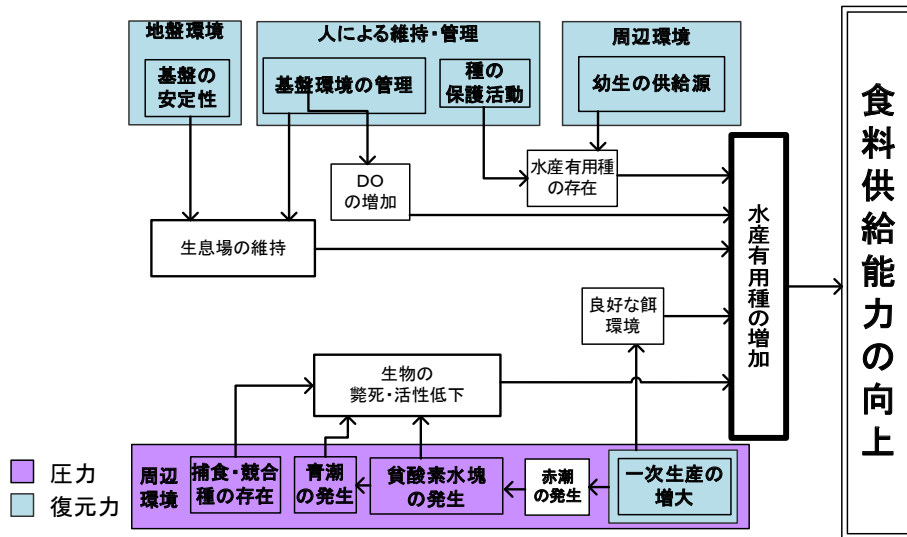 地盤環境
基盤の
安定性
人による維持・管理
基盤環境の管理
種の
保護活動
周辺環境
幼生の供給源
DO
の増加
水産有用種
の存在
生息場の維持
良好な餌
環境
生物の
斃死・活性低下
水産有用種の増加
食料供給能力の向上
周辺
環境
捕食・競合
種の存在
青潮
の発生
貧酸素水塊
の発生
赤潮
の発生
一次生産の
増大
圧力
復元力